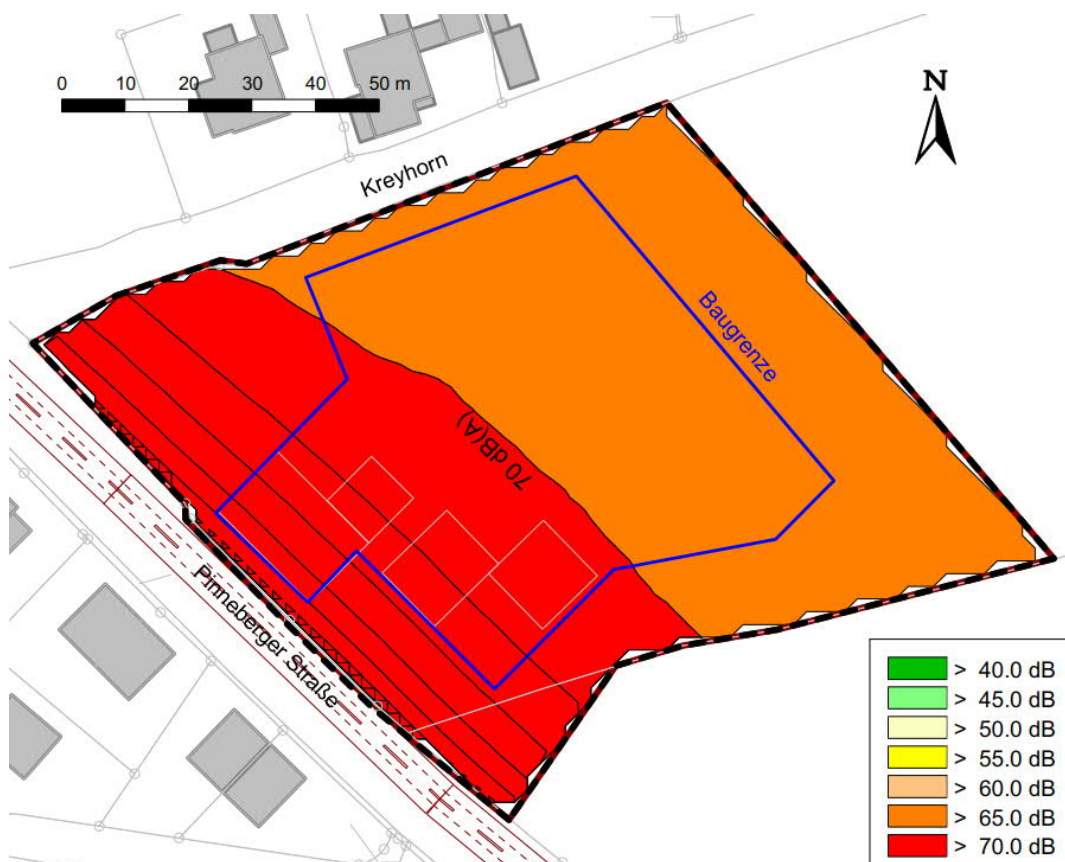 0 10 20 30 40 50 m
N
Kreyhorn
Baugrenze
70 dB(A)
Pinneberger Straße
> 40.0 dB
> 45.0 dB
> 50.0 dB
> 55.0 dB
> 60.0 dB
> 65.0 dB
> 70.0 dB